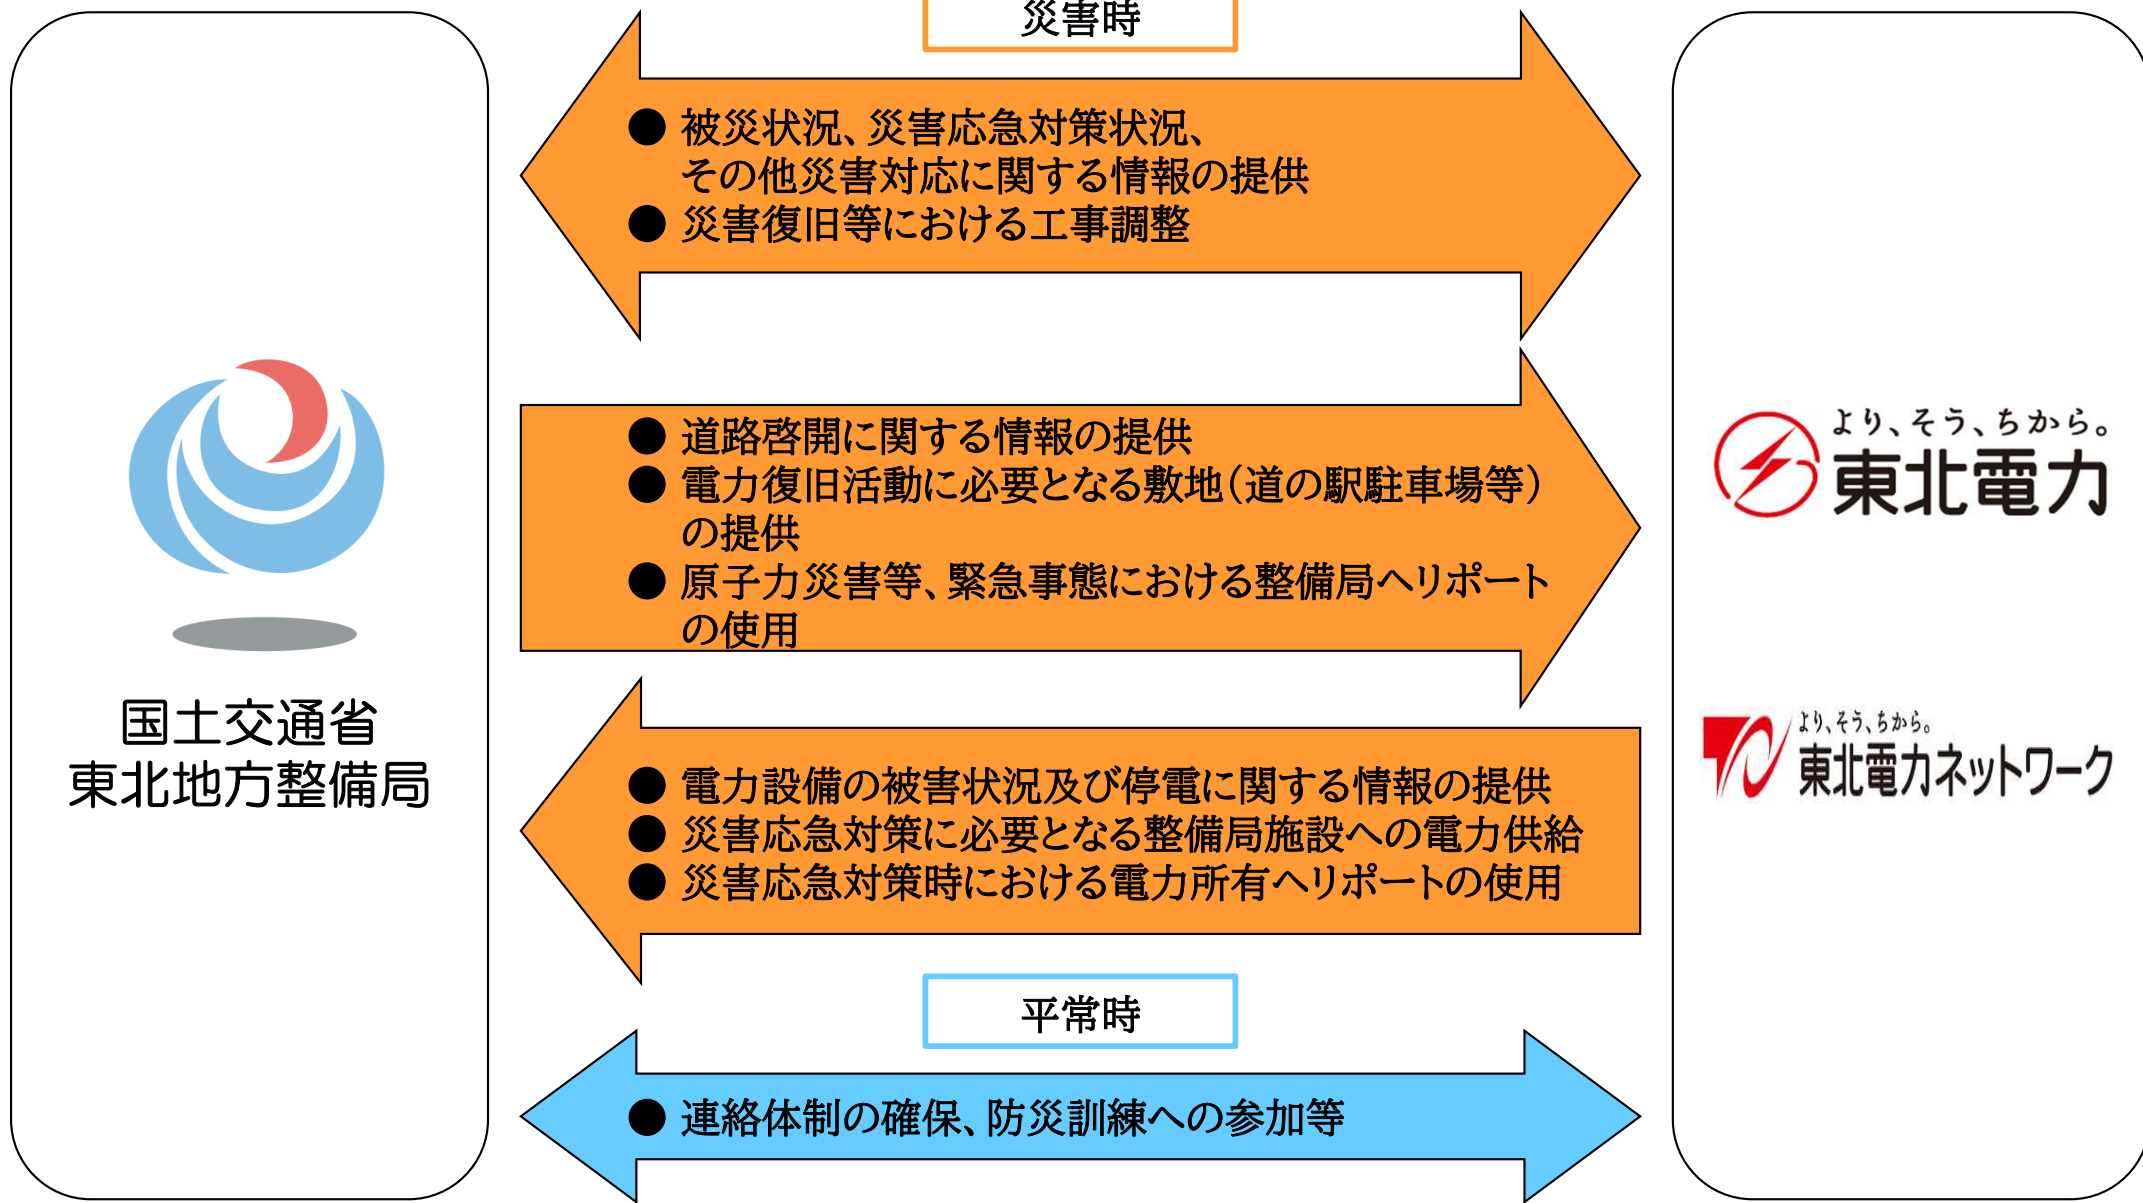 災害時
● 被災状況、災害応急対策状況、
その他災害対応に関する情報の提供
● 災害復旧等における工事調整
● 道路啓開に関する情報の提供
● 電力復旧活動に必要となる敷地(道の駅駐車場等)
の提供
● 原子力災害等、緊急事態における整備局ヘリポート
の使用
● 電力設備の被害状況及び停電に関する情報の提供
● 災害応急対策に必要となる整備局施設への電力供給
● 災害応急対策時における電力所有ヘリポートの使用
平常時
● 連絡体制の確保、防災訓練への参加等
国土交通省
東北地方整備局
より、そう、ちから。
東北電力
より、そう、ちから。
東北電力ネットワーク